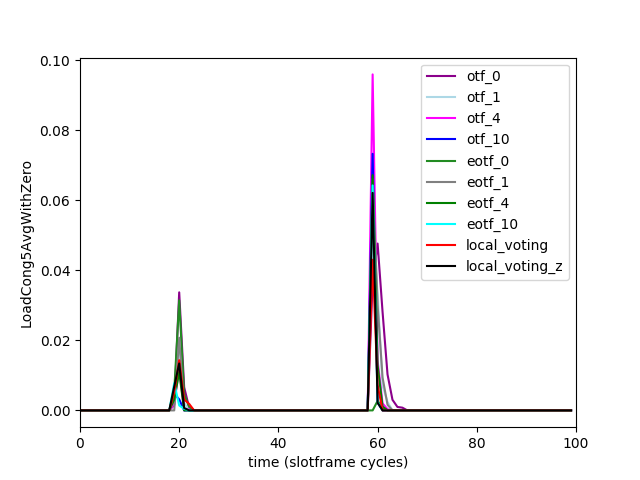 0.10
0.08
0.06
0.04
0.02
0.00
LoadCong5AvgWithZero
otf_0
otf_1
otf_4
otf_10
eotf_0
eotf_1
eotf_4
eotf_10
local_voting
local_voting_z
0 20 40 60 80 100
time (slotframe cycles)